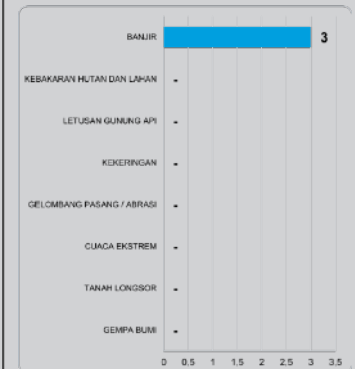 BANJIR 3
KEBAKARAN HUTAN DAN LAHAN -
LETUSAN GUNUNG API -
KEKERINGAN -
GELOMBANG PASANG / ABRASI -
CUACA EKSTREM -
TANAH LONGSOR -
GEMPA BUMI -
0 0.5 1 1.5 2 2.5 3 3.5